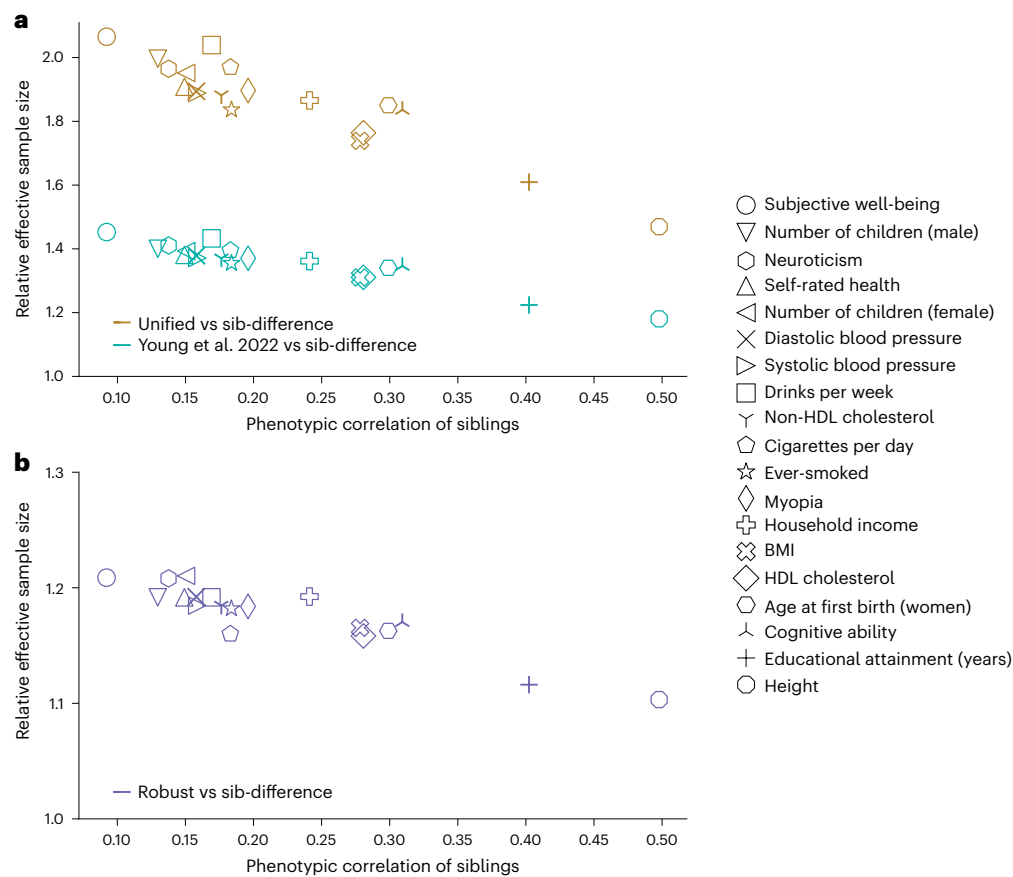 a
Relative effective sample size
2.0
1.8
1.6
1.4
1.2
1.0
Unified vs sib-difference
Young et al. 2022 vs sib-difference
0.10 0.15 0.20 0.25 0.30 0.35 0.40 0.45 0.50
Phenotypic correlation of siblings
b
Relative effective sample size
1.3
1.2
1.1
1.0
Robust vs sib-difference
0.10 0.15 0.20 0.25 0.30 0.35 0.40 0.45 0.50
Phenotypic correlation of siblings
Subjective well-being
Number of children (male)
Neuroticism
Self-rated health
Number of children (female)
Diastolic blood pressure
Systolic blood pressure
Drinks per week
Non-HDL cholesterol
Cigarettes per day
Ever-smoked
Myopia
Household income
BMI
HDL cholesterol
Age at first birth (women)
Cognitive ability
Educational attainment (years)
Height